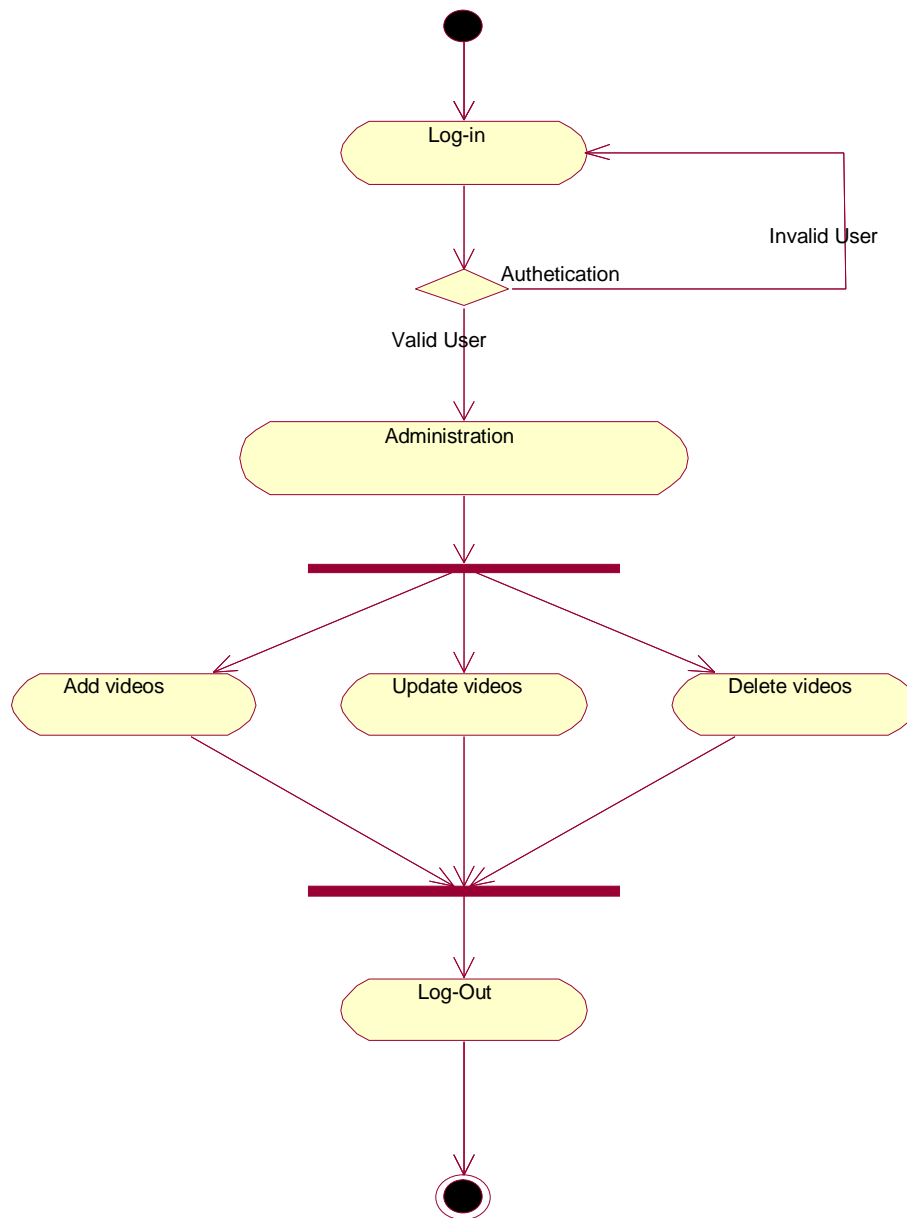 Log-in
Invalid User
Authetication
Valid User
Administration
Add videos
Update videos
Delete videos
Log-Out